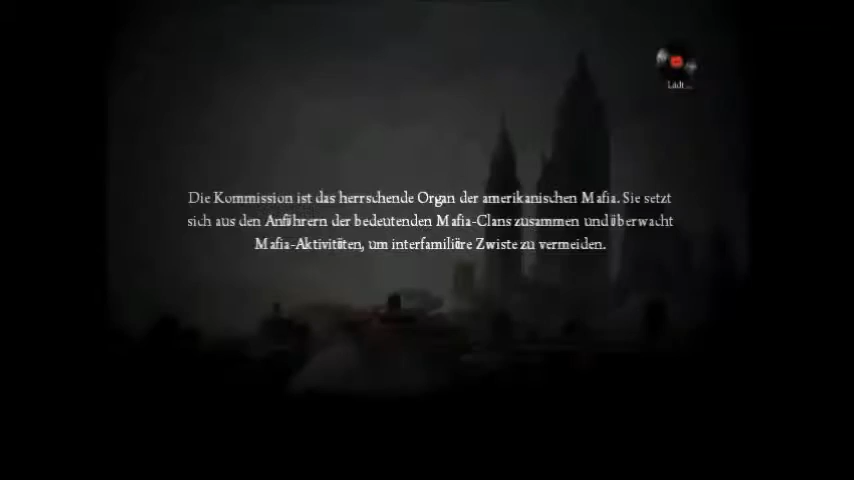 Lädt ...
Die Kommission ist das herrschende Organ der amerikanischen Mafia. Sie setzt
sich aus den Anführern der bedeutenden Mafia-Clans zusammen und überwacht
Mafia-Aktivitäten, um interfamiliäre Zwiste zu vermeiden.